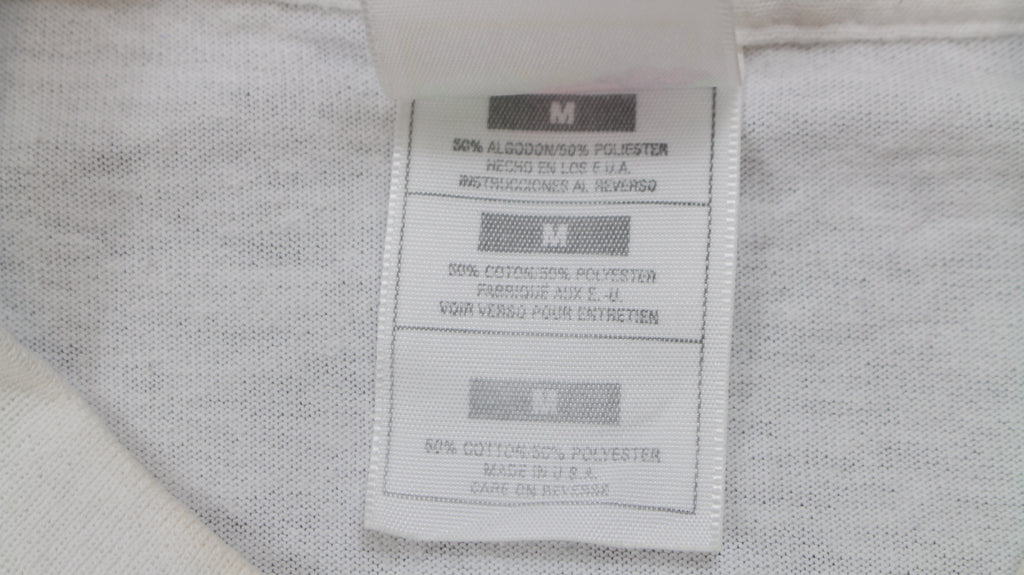 M
50% ALGODON/50% POLIESTER
HECHO EN LOS E.U.A.
INSTRUCCIONES AL REVERSO
M
50% COTON/50% POLYESTER
FABRIQUE AUX E.-U.
VOIR VERSO POUR ENTRETIEN
M
50% COTTON/50% POLYESTER
MADE IN U.S.A.
CARE ON REVERSE